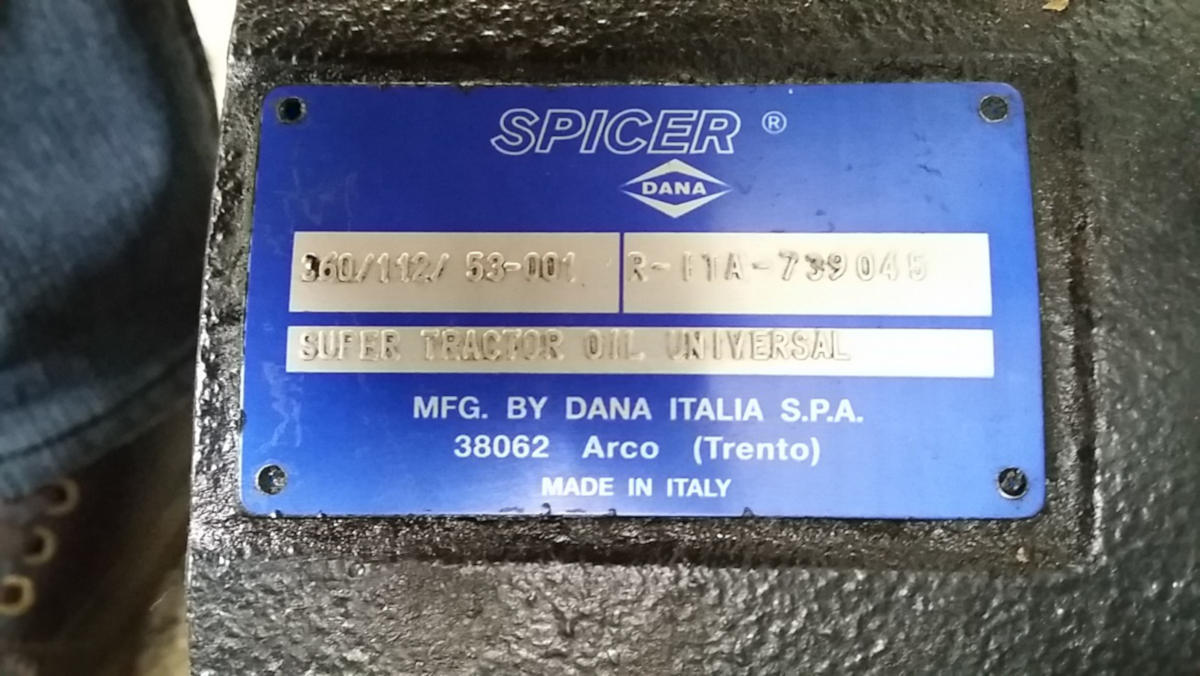 SPICER ®
DANA
360/112/ 53-001 R- -739045
SUPER TRACTOR OIL UNIVERSAL
MFG. BY DANA ITALIA S.P.A.
38062 Arco (Trento)
MADE IN ITALY